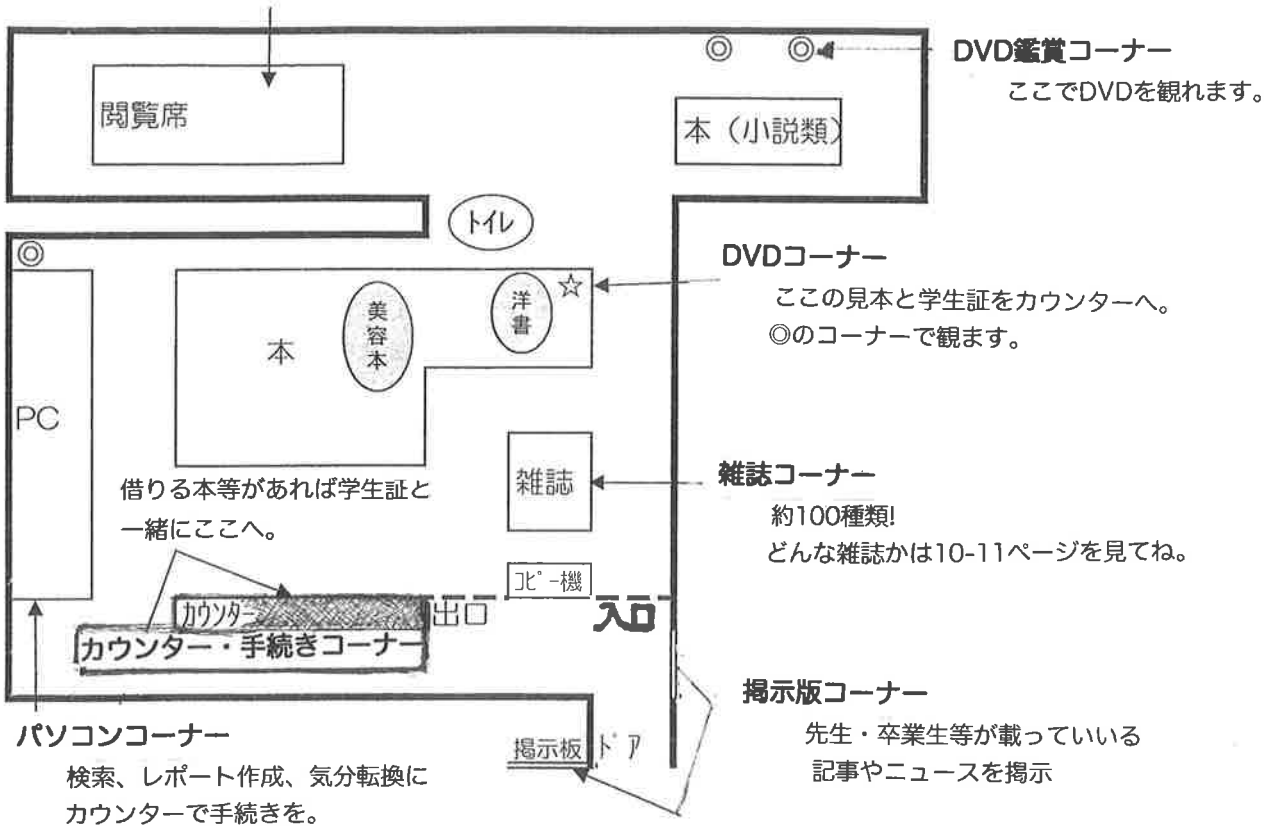 DVD鑑賞コーナー
ここでDVDを観れます。
閲覧席
本（小説類）
トイレ
DVDコーナー
ここの見本と学生証をカウンターへ。
◎のコーナーで観ます。
☆
洋書
美容本
本
PC
雑誌
雑誌コーナー
約100種類!
どんな雑誌かは10-11ページを見てね。
借りる本等があれば学生証と
一緒にここへ。
ｺﾋﾟｰ機
カウンター
出口
入口
カウンター・手続きコーナー
掲示版コーナー
先生・卒業生等が載っていいる
記事やニュースを掲示
掲示板
ﾄﾞｱ
パソコンコーナー
検索、レポート作成、気分転換に
カウンターで手続きを。